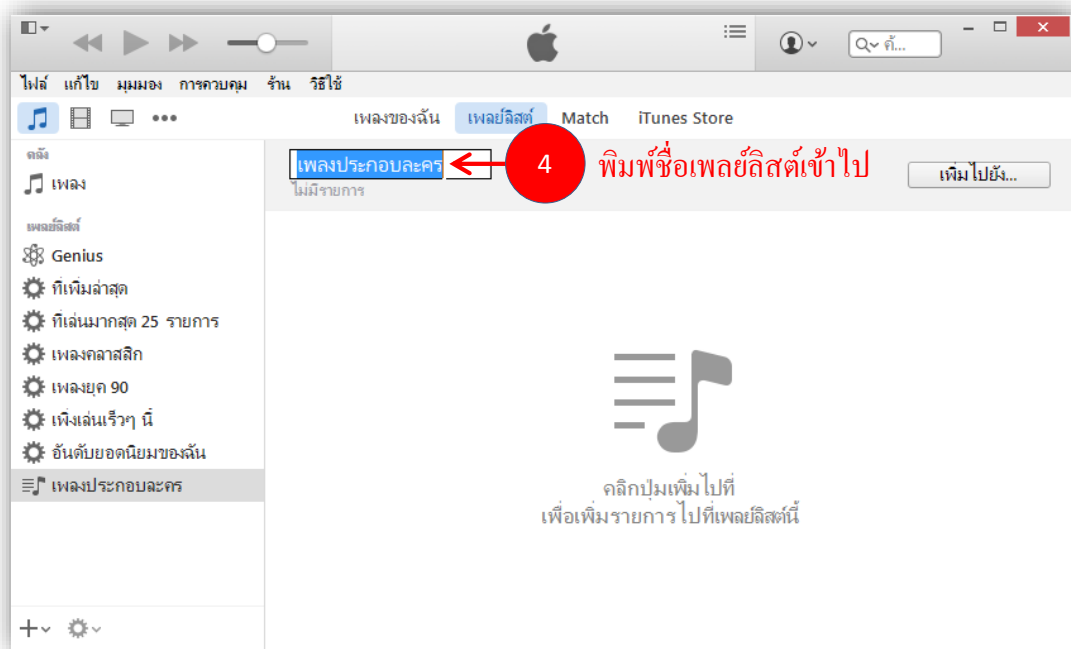 ค้...
ไฟล์ แก้ไข มุมมอง การควบคุม ร้าน วิธีใช้
เพลงของฉัน เพลย์ลิสต์ Match iTunes Store
คลัง
เพลง
เพลย์ลิสต์
Genius
ที่เพิ่มล่าสุด
ที่เล่นมากสุด 25 รายการ
เพลงคลาสสิก
เพลงยุค 90
เพิ่งเล่นเร็วๆ นี้
อันดับยอดนิยมของฉัน
เพลงประกอบละคร
เพลงประกอบละคร 4 พิมพ์ชื่อเพลย์ลิสต์เข้าไป เพิ่มไปยัง...
ไม่มีรายการ
คลิกปุ่มเพิ่มไปที่
เพื่อเพิ่มรายการไปที่เพลย์ลิสต์นี้